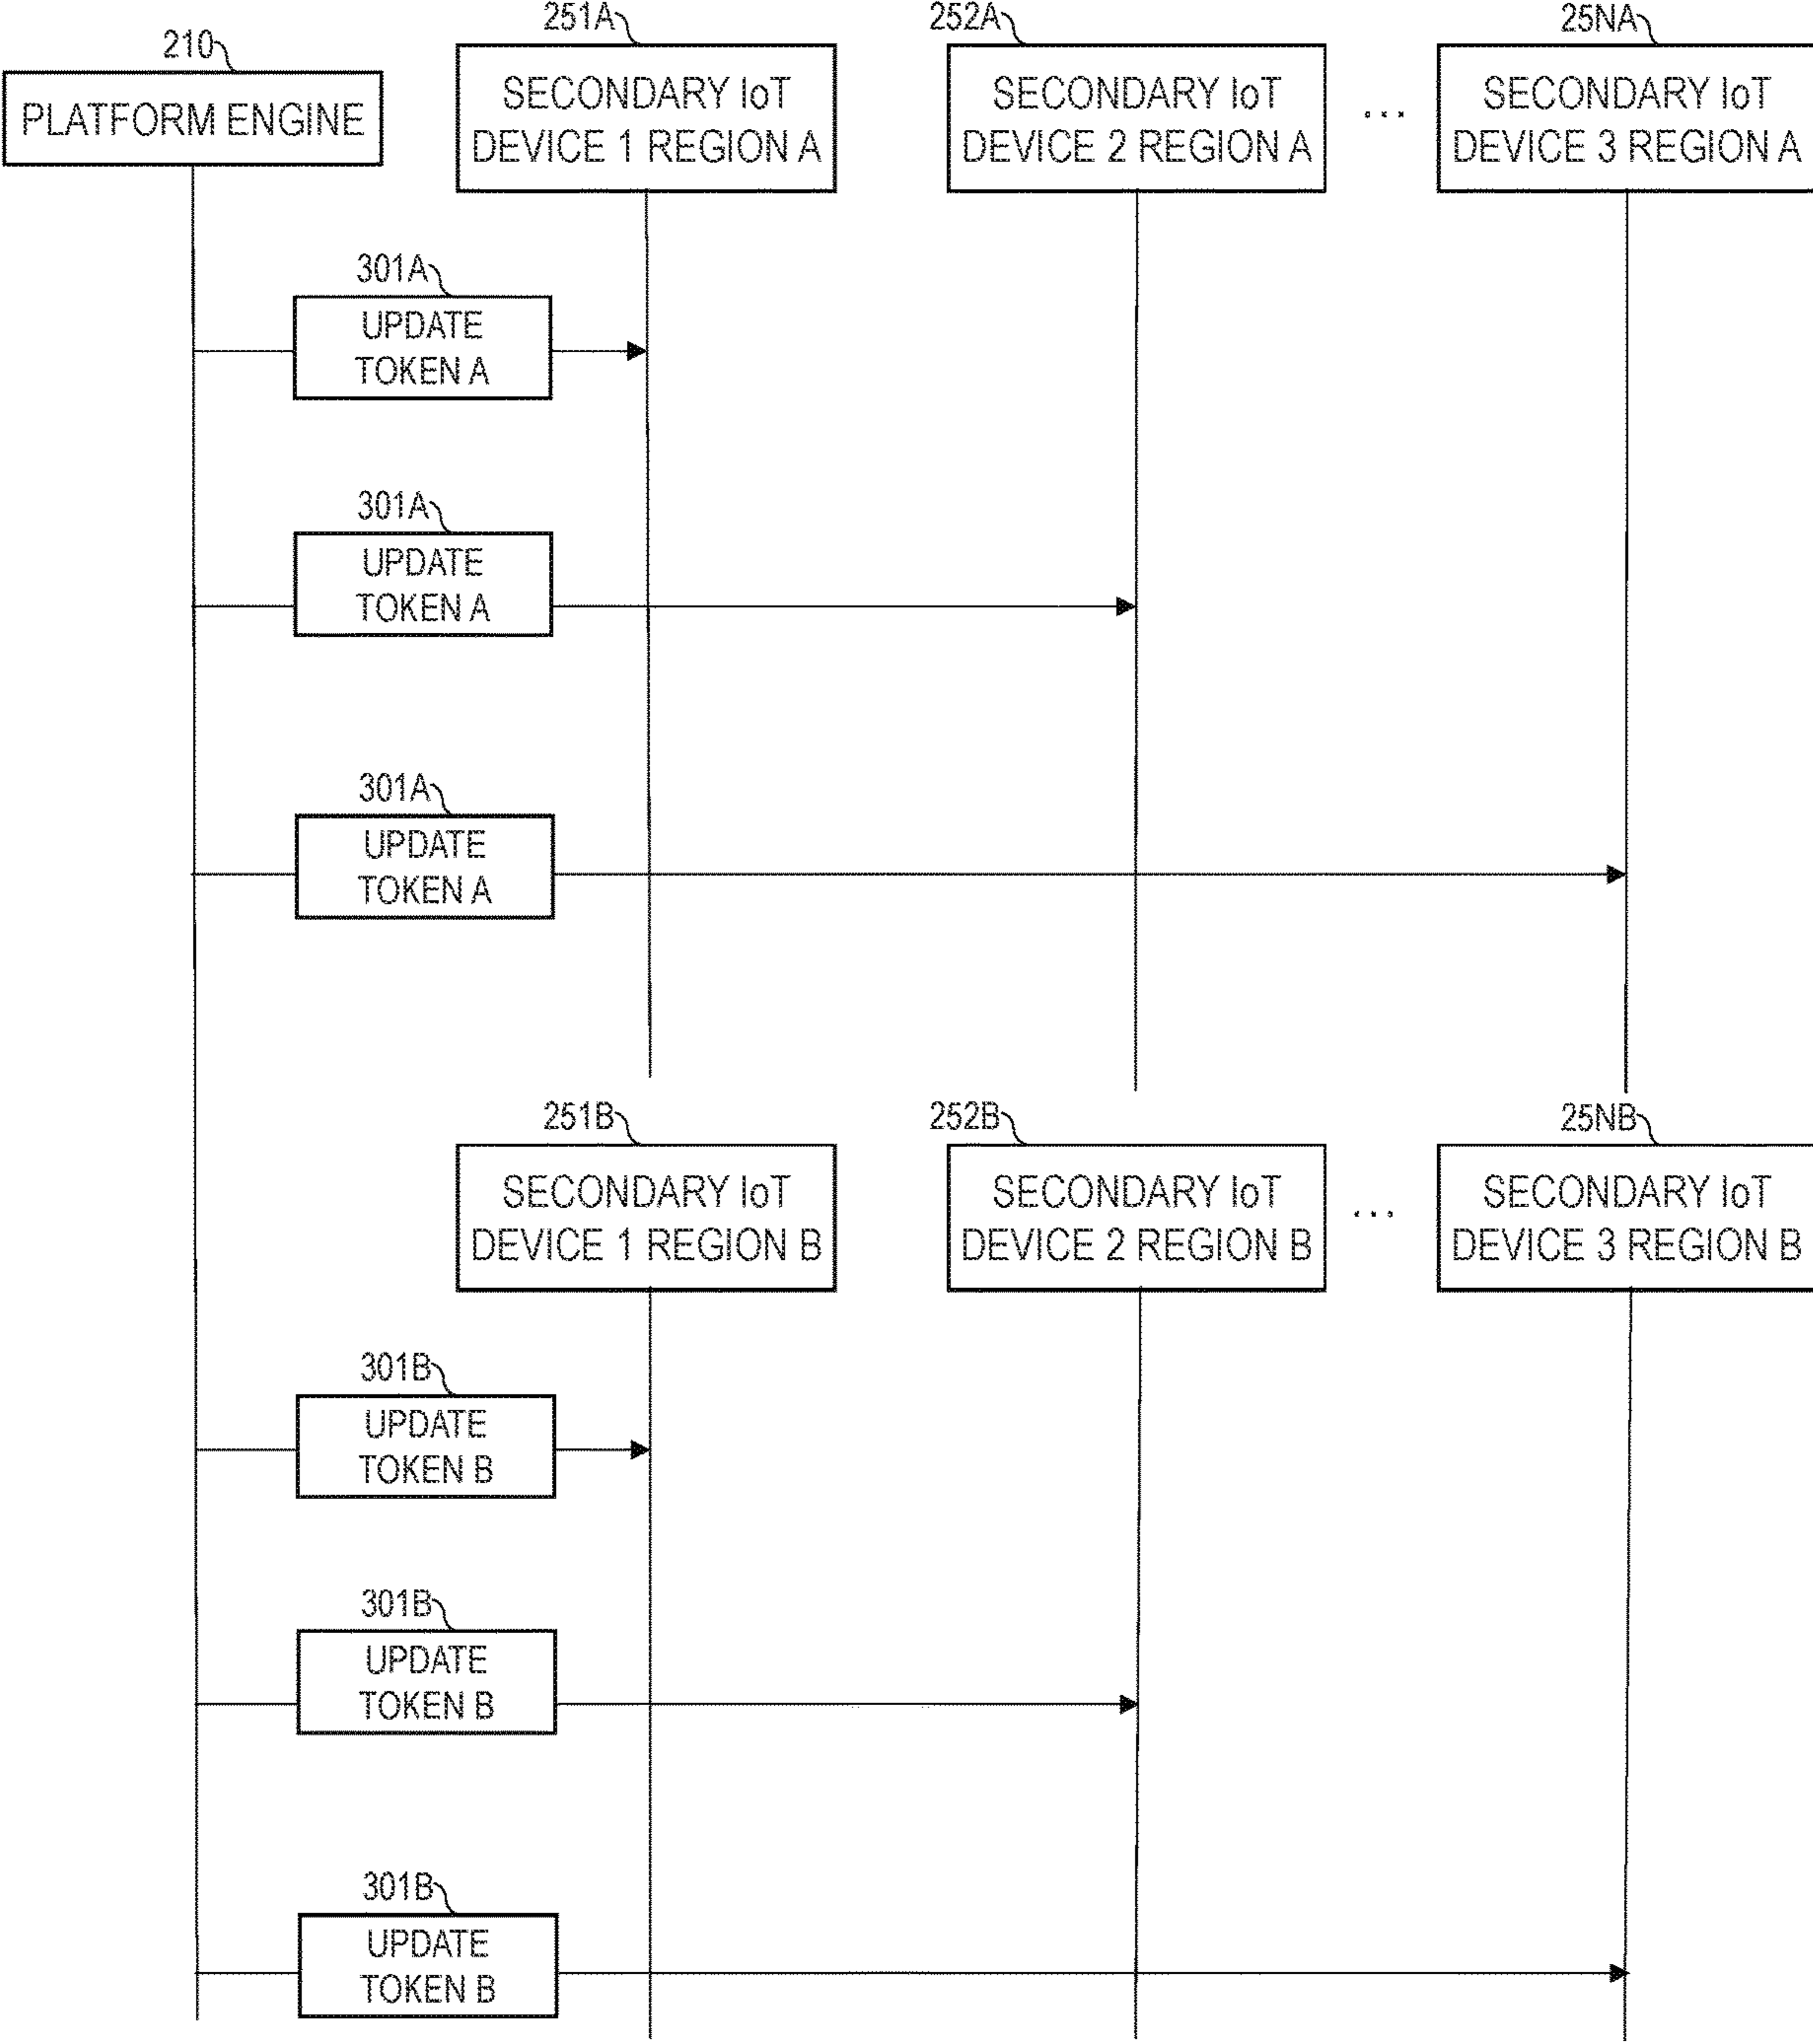 251A
252A
25NA
210
PLATFORM ENGINE
SECONDARY IoT
DEVICE 1 REGION A
SECONDARY IoT
DEVICE 2 REGION A
...
SECONDARY IoT
DEVICE 3 REGION A
301A
UPDATE
TOKEN A
301A
UPDATE
TOKEN A
301A
UPDATE
TOKEN A
251B
252B
25NB
SECONDARY IoT
DEVICE 1 REGION B
SECONDARY IoT
DEVICE 2 REGION B
...
SECONDARY IoT
DEVICE 3 REGION B
301B
UPDATE
TOKEN B
301B
UPDATE
TOKEN B
301B
UPDATE
TOKEN B